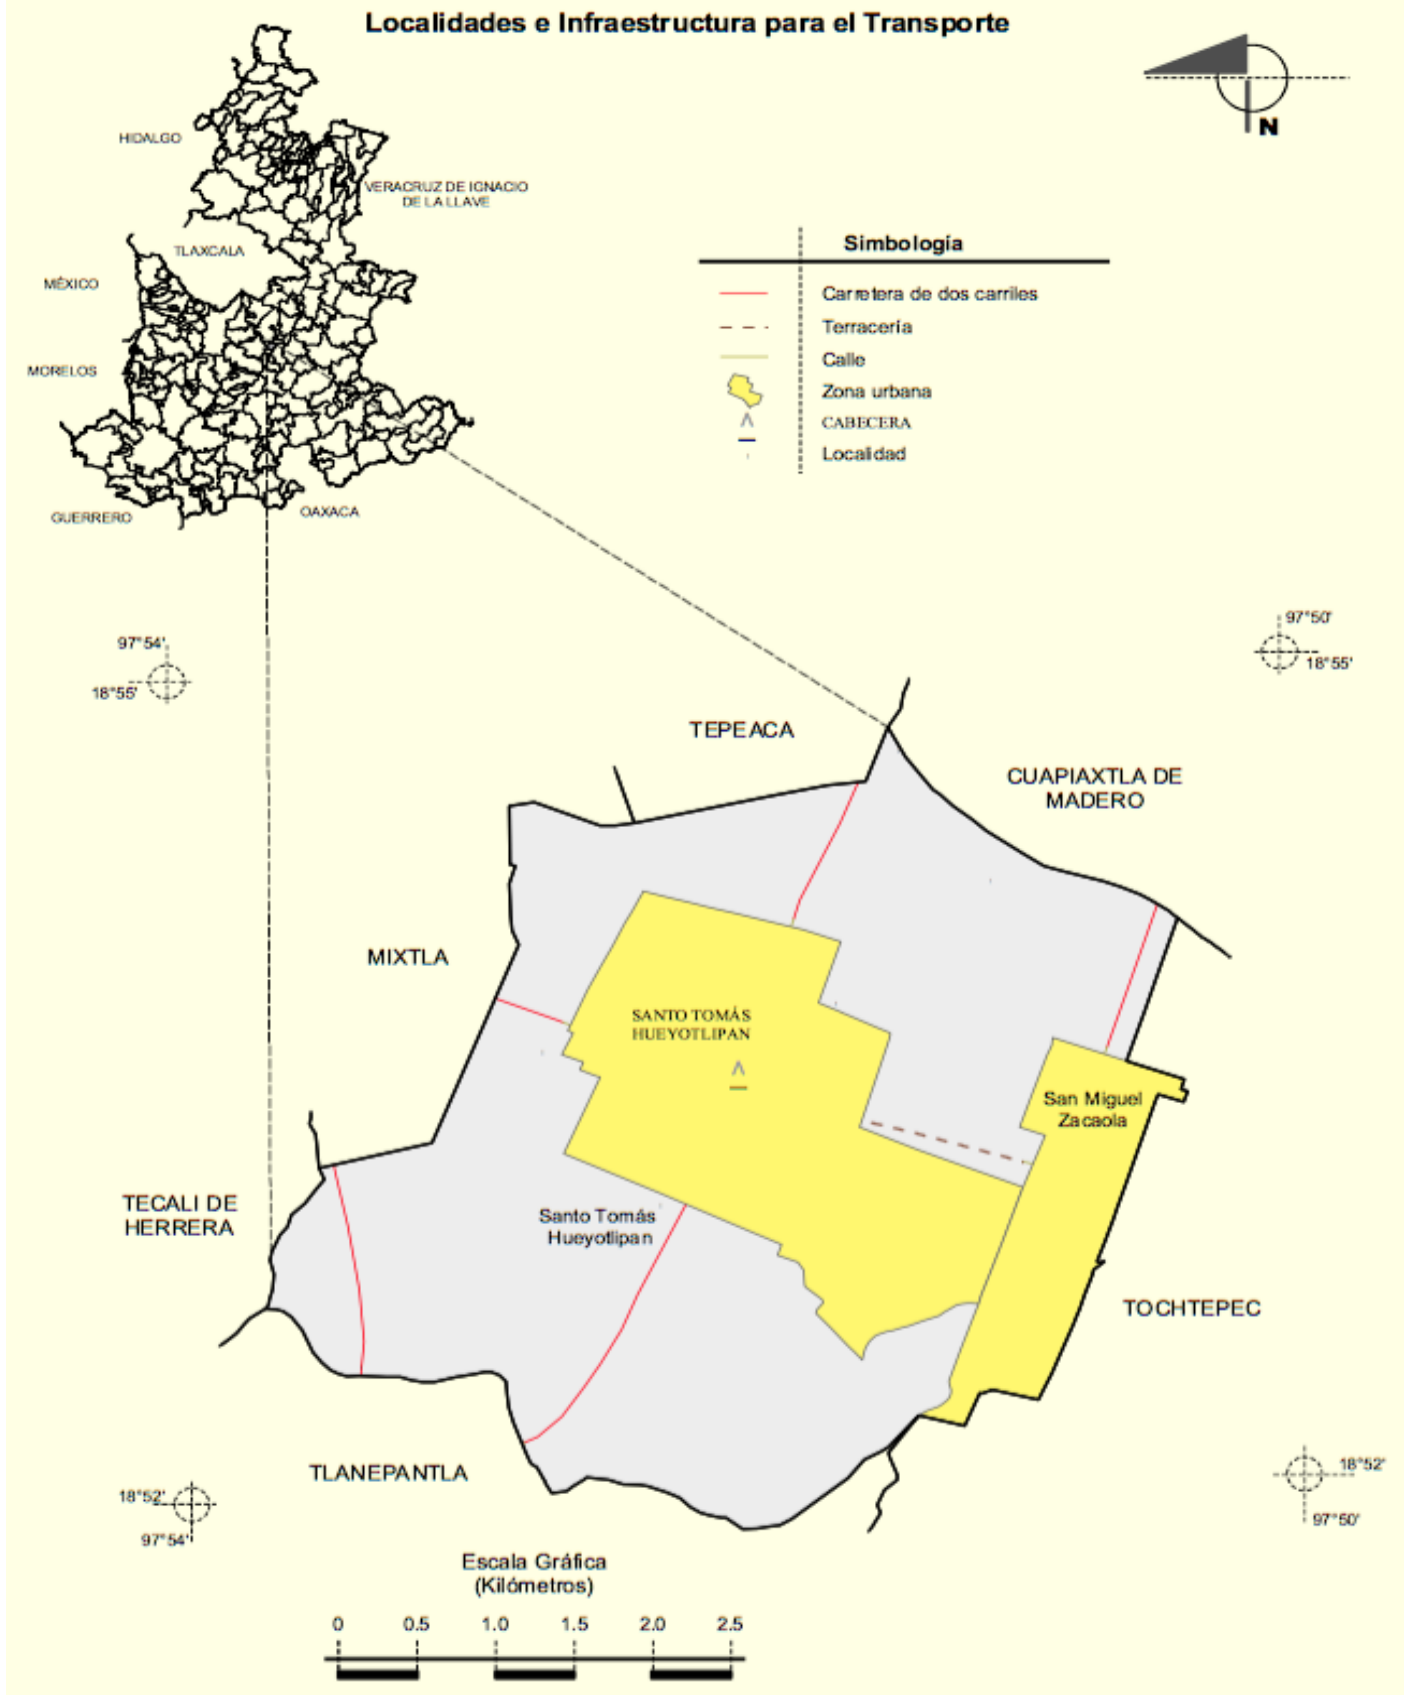 Localidades e Infraestructura para el Transporte
N
HIDALGO
VERACRUZ DE IGNACIO
DE LA LLAVE
TLAXCALA
MÉXICO
MORELOS
GUERRERO
OAXACA
Simbología
Carretera de dos carriles
Terracería
Calle
Zona urbana
CABECERA
Localidad
97°54'
18°55'
97°50'
18°55'
TEPEACA
CUAPIAXTLA DE
MADERO
MIXTLA
SANTO TOMÁS
HUEYOTLIPAN
San Miguel
Zacaola
TECALI DE
HERRERA
Santo Tomás
Hueyotlipan
TOCHTEPEC
TLANEPANTLA
18°52'
97°54'
18°52'
97°50'
Escala Gráfica
(Kilómetros)
0 0.5 1.0 1.5 2.0 2.5